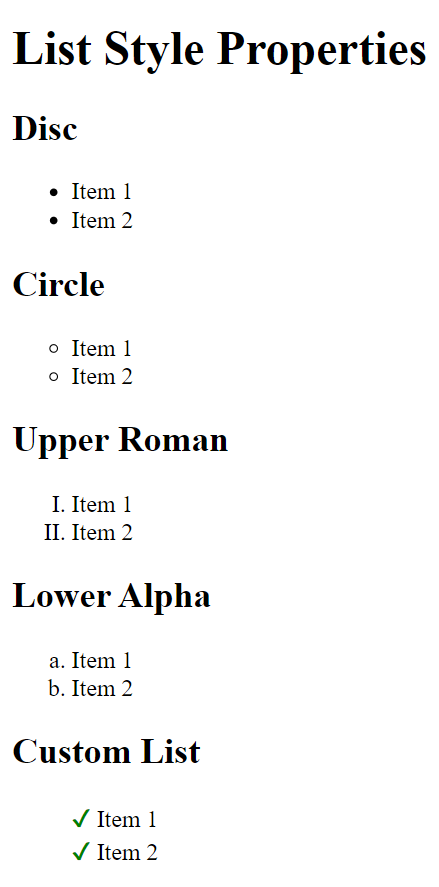 List Style Properties
Disc
• Item 1
• Item 2
Circle
○ Item 1
○ Item 2
Upper Roman
I. Item 1
II. Item 2
Lower Alpha
a. Item 1
b. Item 2
Custom List
✓ Item 1
✓ Item 2